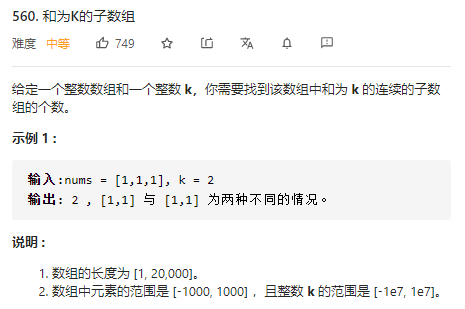 560. 和为K的子数组
难度 中等 749
给定一个整数数组和一个整数 k，你需要找到该数组中和为 k 的连续的子数
组的个数。
示例 1 :
输入:nums = [1,1,1], k = 2
输出: 2 , [1,1] 与 [1,1] 为两种不同的情况。
说明 :
1. 数组的长度为 [1, 20,000]。
2. 数组中元素的范围是 [-1000, 1000] ，且整数 k 的范围是 [-1e7, 1e7]。